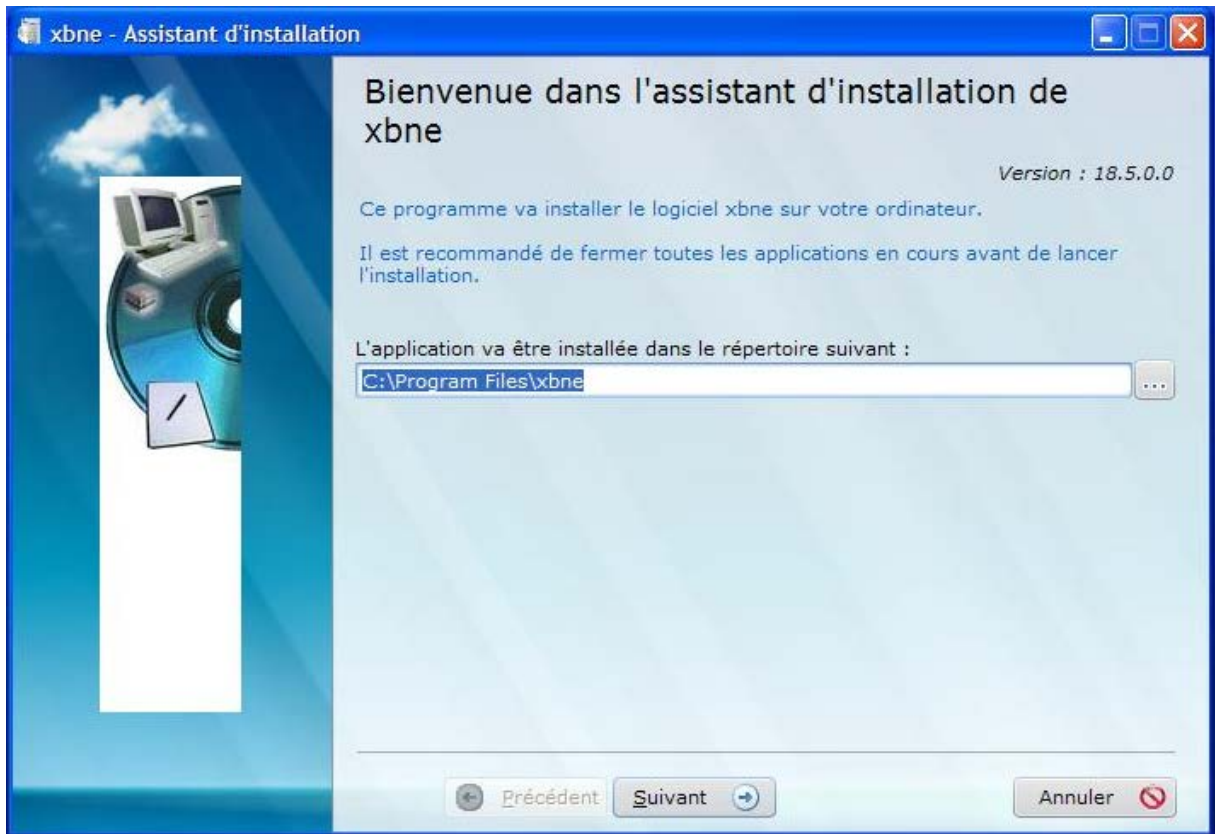 xbne - Assistant d'installation
Bienvenue dans l'assistant d'installation de
xbne
Version : 18.5.0.0
Ce programme va installer le logiciel xbne sur votre ordinateur.
Il est recommandé de fermer toutes les applications en cours avant de lancer
l'installation.
L'application va être installée dans le répertoire suivant :
C:\Program Files\xbne
...
Précédent
Suivant
Annuler